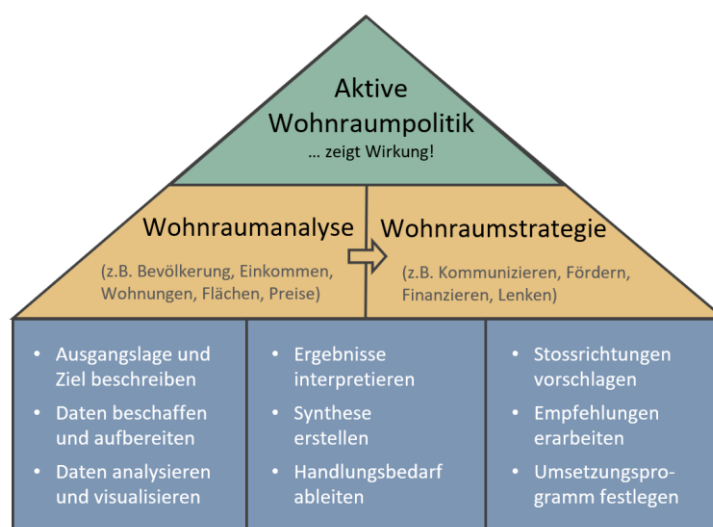 Aktive
Wohnraumpolitik
... zeigt Wirkung!
Wohnraumanalyse
(z.B. Bevölkerung, Einkommen,
Wohnungen, Flächen, Preise)
Wohnraumstrategie
(z.B. Kommunizieren, Fördern,
Finanzieren, Lenken)
• Ausgangslage und
Ziel beschreiben
• Daten beschaffen
und aufbereiten
• Daten analysieren
und visualisieren
• Ergebnisse
interpretieren
• Synthese
erstellen
• Handlungsbedarf
ableiten
• Stossrichtungen
vorschlagen
• Empfehlungen
erarbeiten
• Umsetzungspro-
gramm festlegen